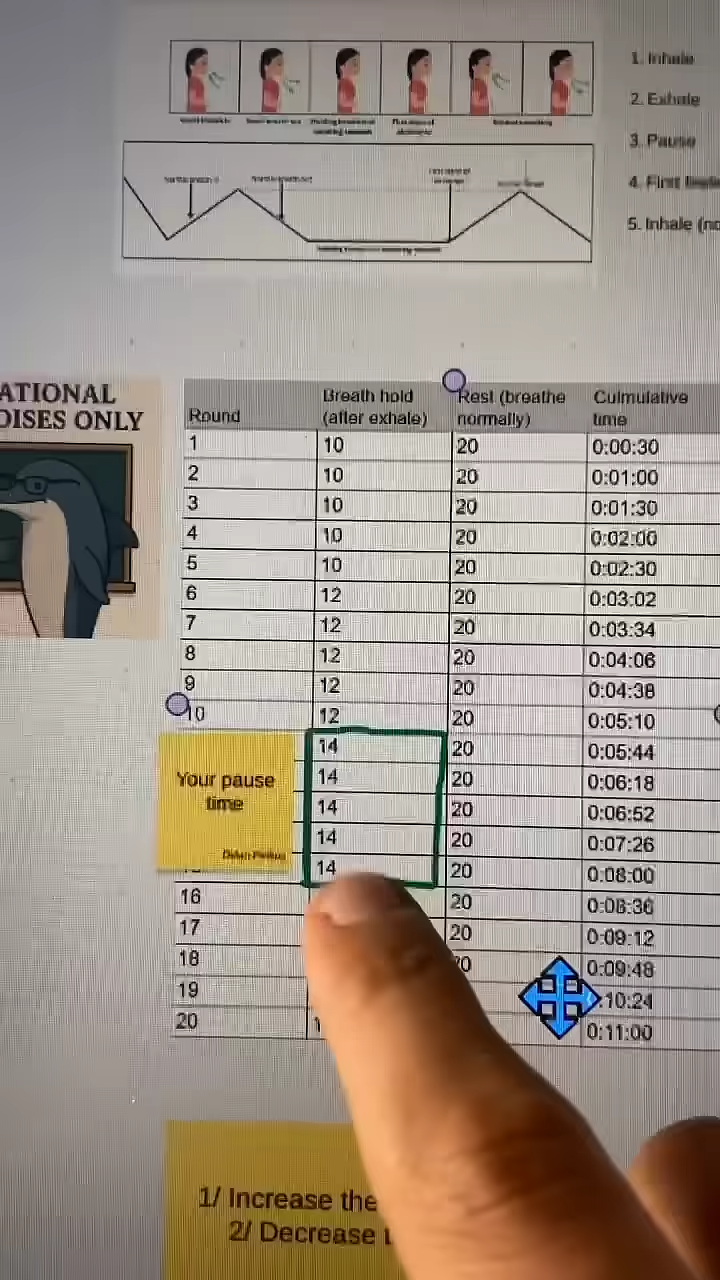 1. Inhale
2. Exhale
3. Pause
4. First
5. Inhale
ATIONAL
OISES ONLY
Round Breath hold (after exhale) Rest (breathe normally) Culmulative time
1 10 20 0:00:30
2 10 20 0:01:00
3 10 20 0:01:30
4 10 20 0:02:00
5 10 20 0:02:30
6 12 20 0:03:02
7 12 20 0:03:34
8 12 20 0:04:06
9 12 20 0:04:38
10 12 20 0:05:10
14 20 0:05:44
14 20 0:06:18
14 20 0:06:52
14 20 0:07:26
14 20 0:08:00
16 20 0:08:36
17 20 0:09:12
18 0:09:48
19 10:24
20 0:11:00
Your pause
time
1/ Increase the
2/ Decrease